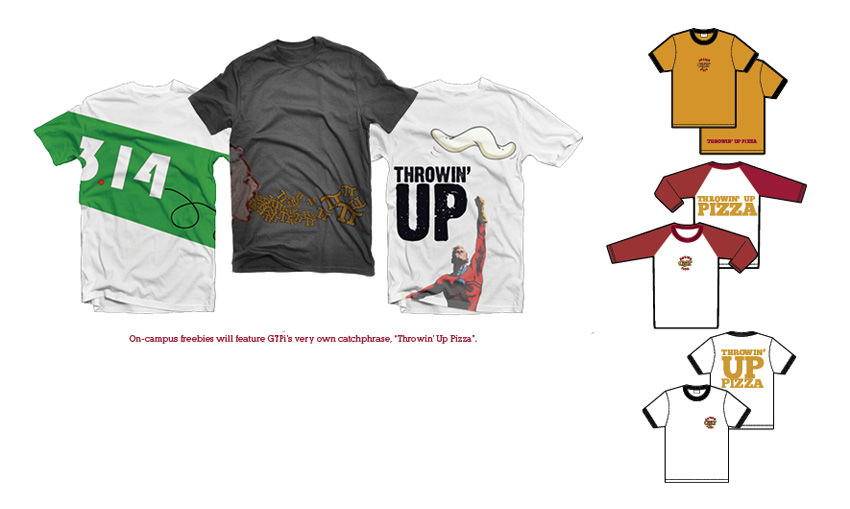 3.14
THROWIN'
UP
On-campus freebies will feature GΠPi's very own catchphrase, "Throwin' Up Pizza".
THROWIN' UP PIZZA
THROWIN' UP
PIZZA
THROWIN'
UP
PIZZA